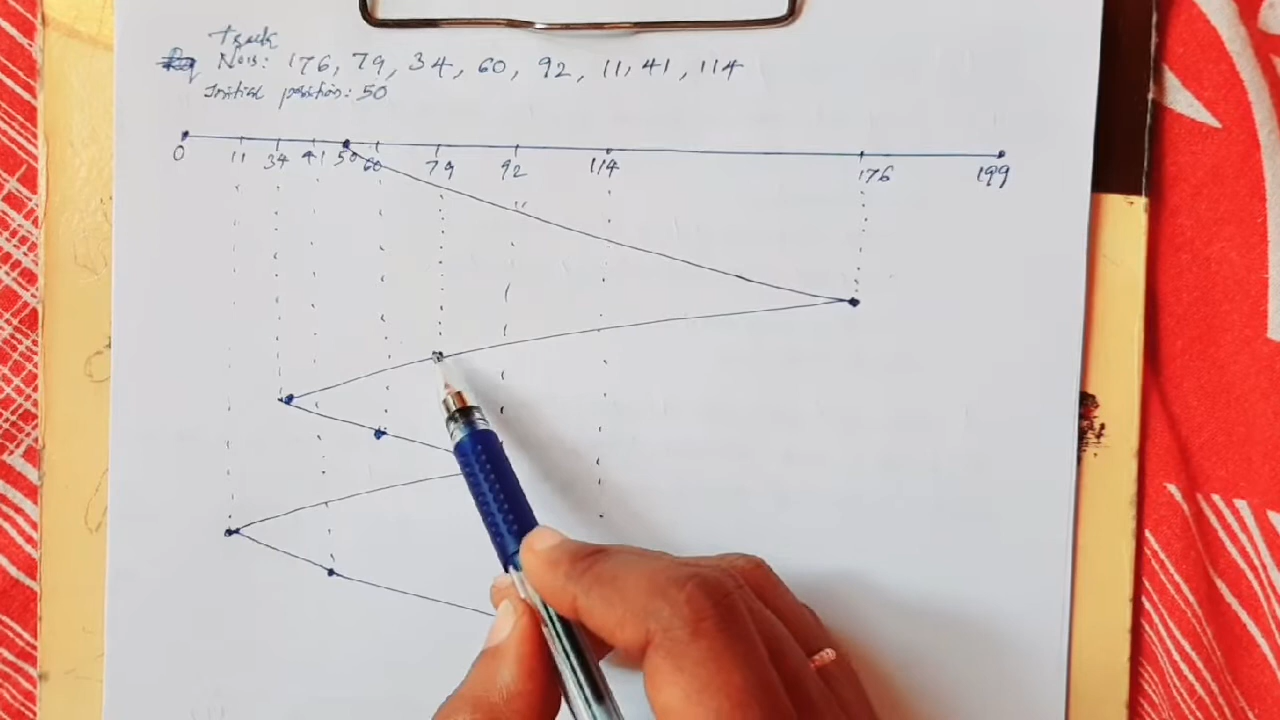 Track
Nos: 176, 79, 34, 60, 92, 11, 41, 114
Initial position: 50
0 11 34 41 50 60 79 92 114 176 199